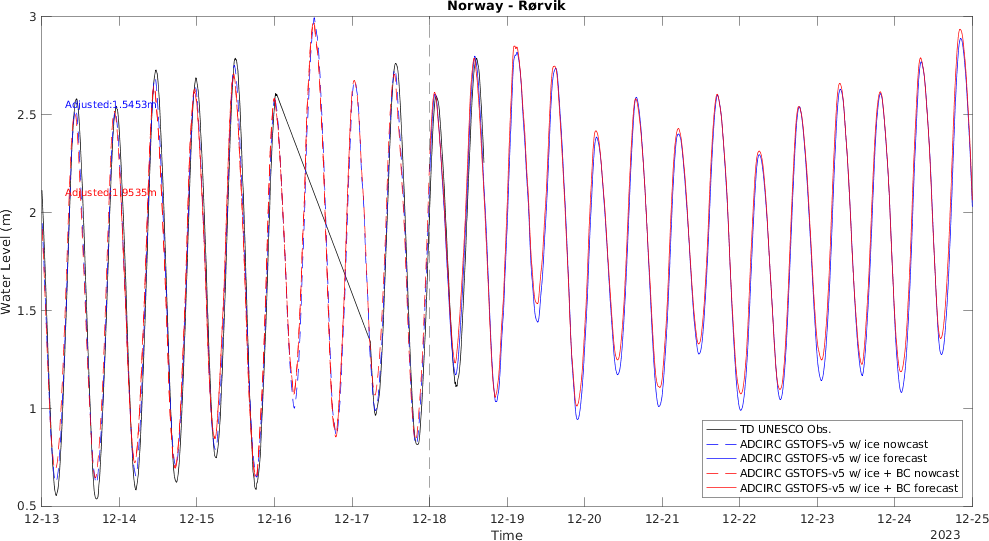 Norway - Rørvik
3
2.5
2
1.5
1
0.5
Water Level (m)
Adjusted:1.5453m
Adjusted:1.9535m
TD UNESCO Obs.
ADCIRC GSTOFS-v5 w/ ice nowcast
ADCIRC GSTOFS-v5 w/ ice forecast
ADCIRC GSTOFS-v5 w/ ice + BC nowcast
ADCIRC GSTOFS-v5 w/ ice + BC forecast
12-13 12-14 12-15 12-16 12-17 12-18 12-19 12-20 12-21 12-22 12-23 12-24 12-25
Time
2023